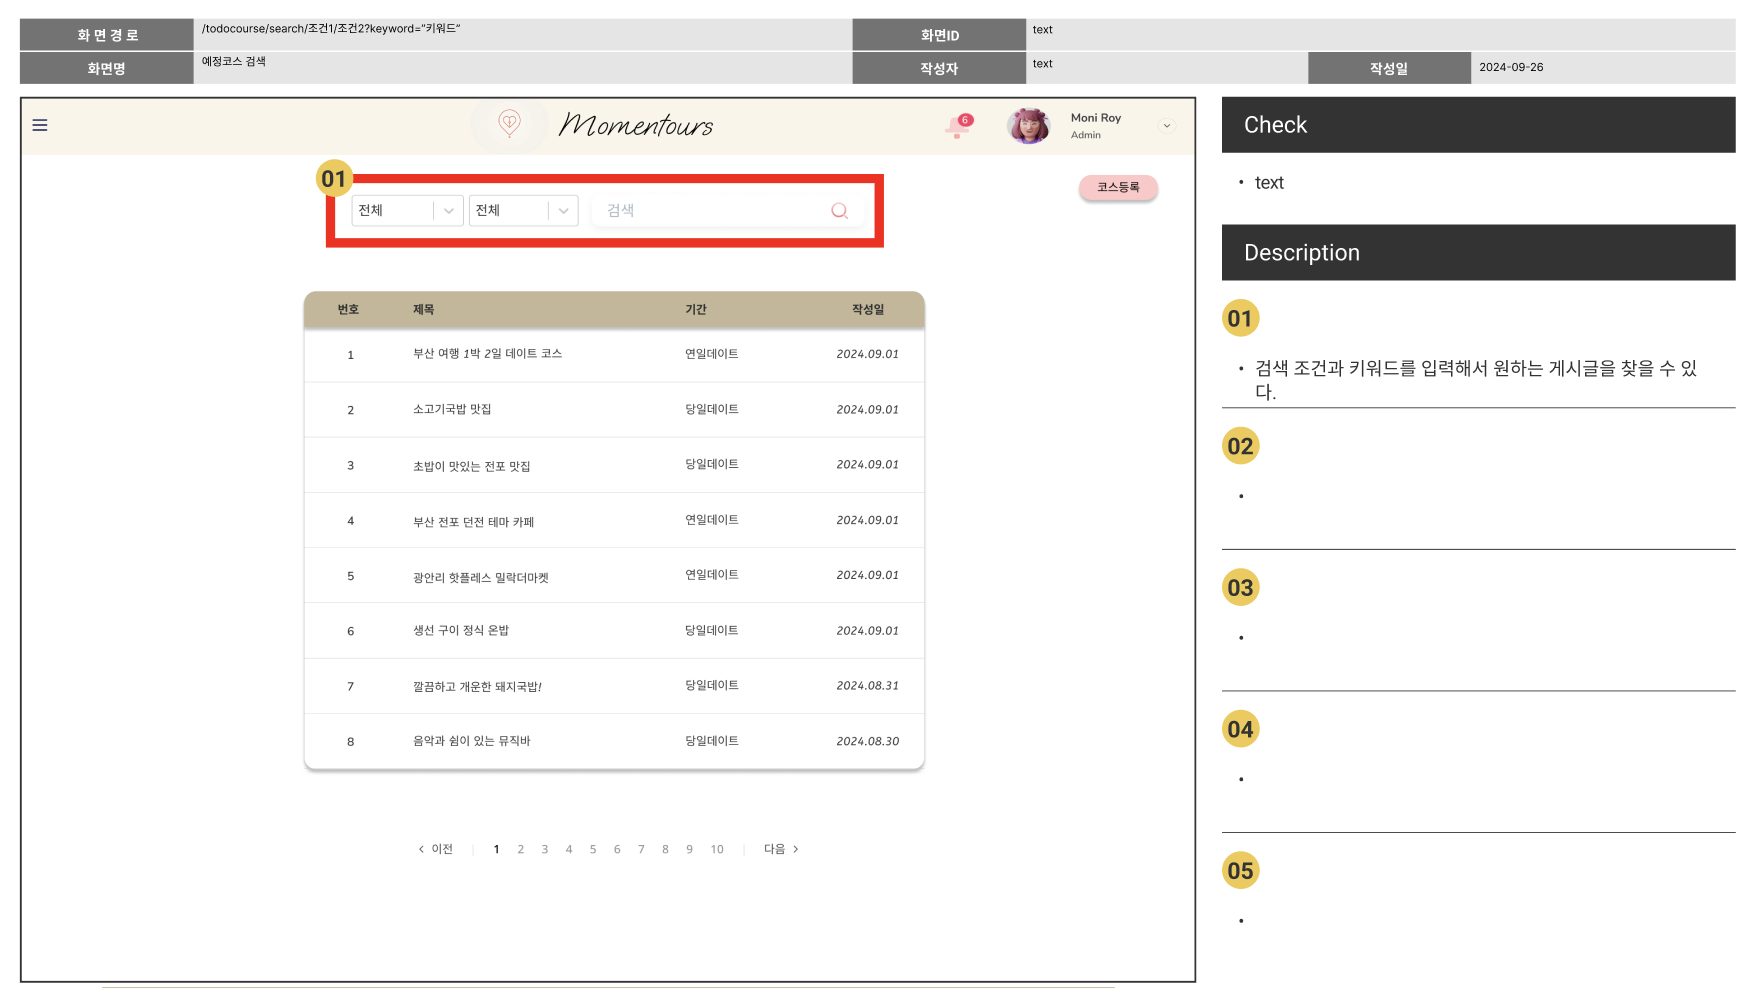 화 면 경 로 /todocourse/search/조건1/조건2?keyword="키워드" 화면ID text
화면명 예정코스 검색 작성자 text 작성일 2024-09-26
Momentours 6 Moni Roy
Admin
01
코스등록
전체 전체 검색
번호 제목 기간 작성일
1 부산 여행 1박 2일 데이트 코스 연일데이트 2024.09.01
2 소고기국밥 맛집 당일데이트 2024.09.01
3 초밥이 맛있는 전포 맛집 당일데이트 2024.09.01
4 부산 전포 던전 테마 카페 연일데이트 2024.09.01
5 광안리 핫플레스 밀락더마켓 연일데이트 2024.09.01
6 생선 구이 정식 온밥 당일데이트 2024.09.01
7 깔끔하고 개운한 돼지국밥! 당일데이트 2024.08.31
8 음악과 쉼이 있는 뮤직바 당일데이트 2024.08.30
< 이전 | 1 2 3 4 5 6 7 8 9 10 | 다음 >
Check
• text
Description
01
• 검색 조건과 키워드를 입력해서 원하는 게시글을 찾을 수 있
다.
02
•
03
•
04
•
05
•